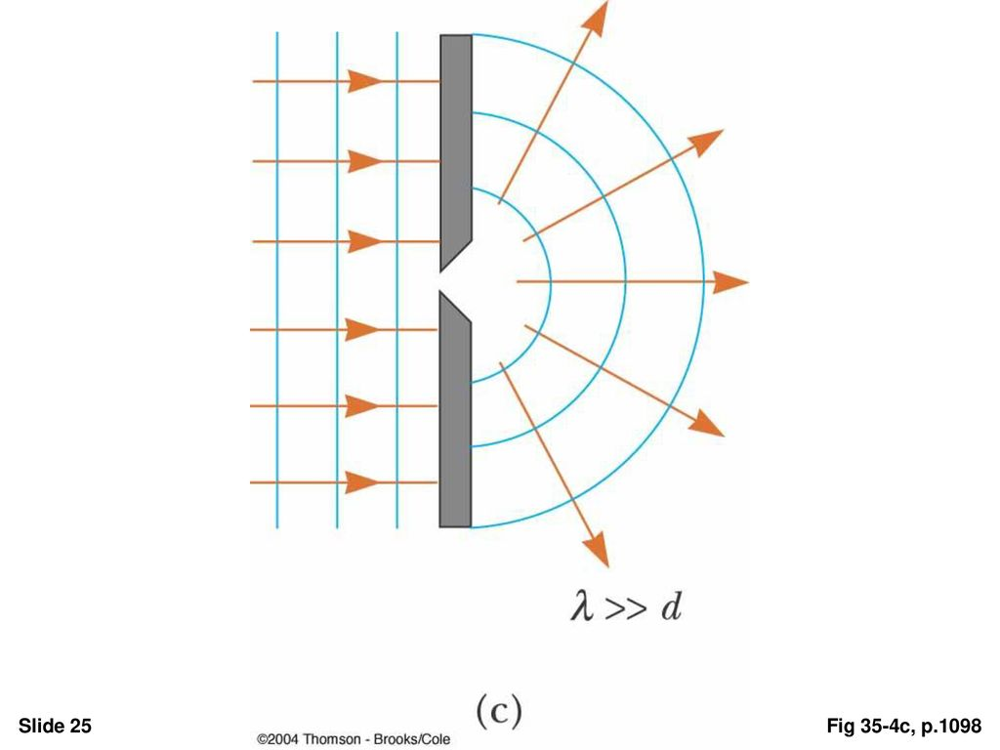 λ >> d
(c)
Slide 25
Fig 35-4c, p.1098
©2004 Thomson - Brooks/Cole